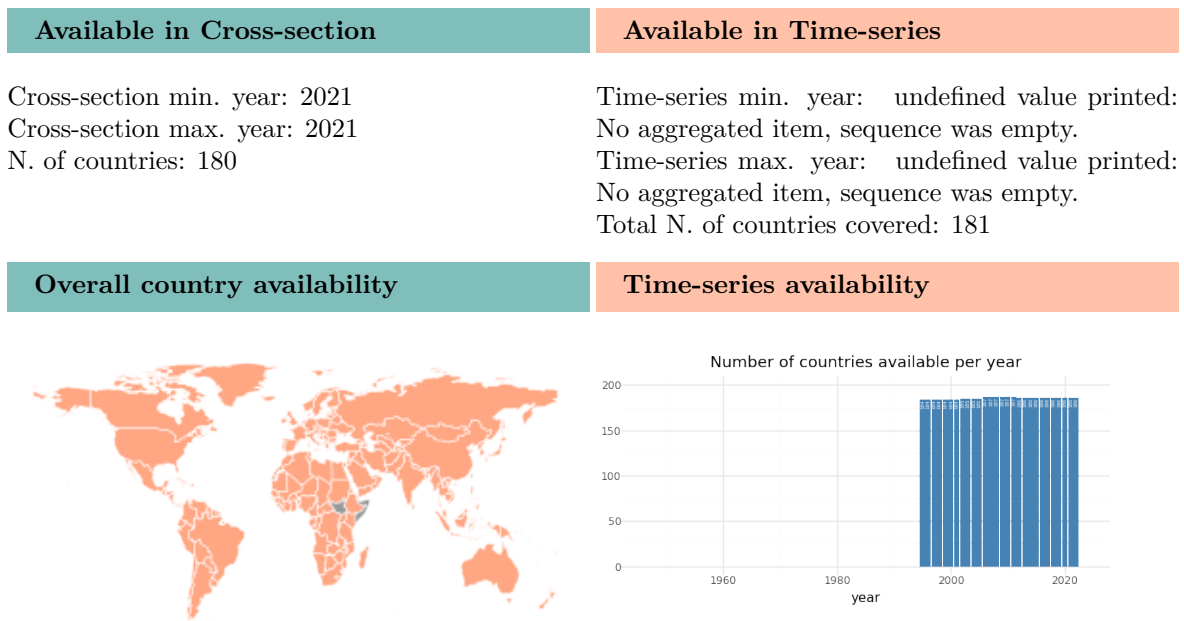 Available in Cross-section
Available in Time-series
Cross-section min. year: 2021
Cross-section max. year: 2021
N. of countries: 180
Time-series min. year: undefined value printed:
No aggregated item, sequence was empty.
Time-series max. year: undefined value printed:
No aggregated item, sequence was empty.
Total N. of countries covered: 181
Overall country availability
Time-series availability
Number of countries available per year
200
150
100
50
0
1960 1980 2000 2020
year